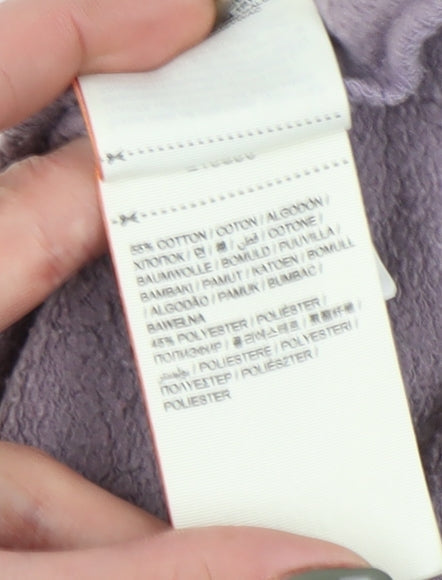 55% COTTON / COTON / ALGODÓN /
ХЛОПОК / 면 / 棉 / قطن / COTONE /
BAUMWOLLE / BOMULD / PUUVILLA /
BAMBAKI / PAMUT / KATOEN / BOMULL
/ ALGODÃO / PAMUK / BUMBAC /
BAWEŁNA
45% POLYESTER / POLIÉSTER /
ПОЛИЭФИР / 폴리에스테르 / 聚酯纤维 /
بوليستر / POLIESTERE / POLYESTERI /
ΠΟΛΥΕΣΤΕΡ / POLIÉSZTER /
POLIESTER